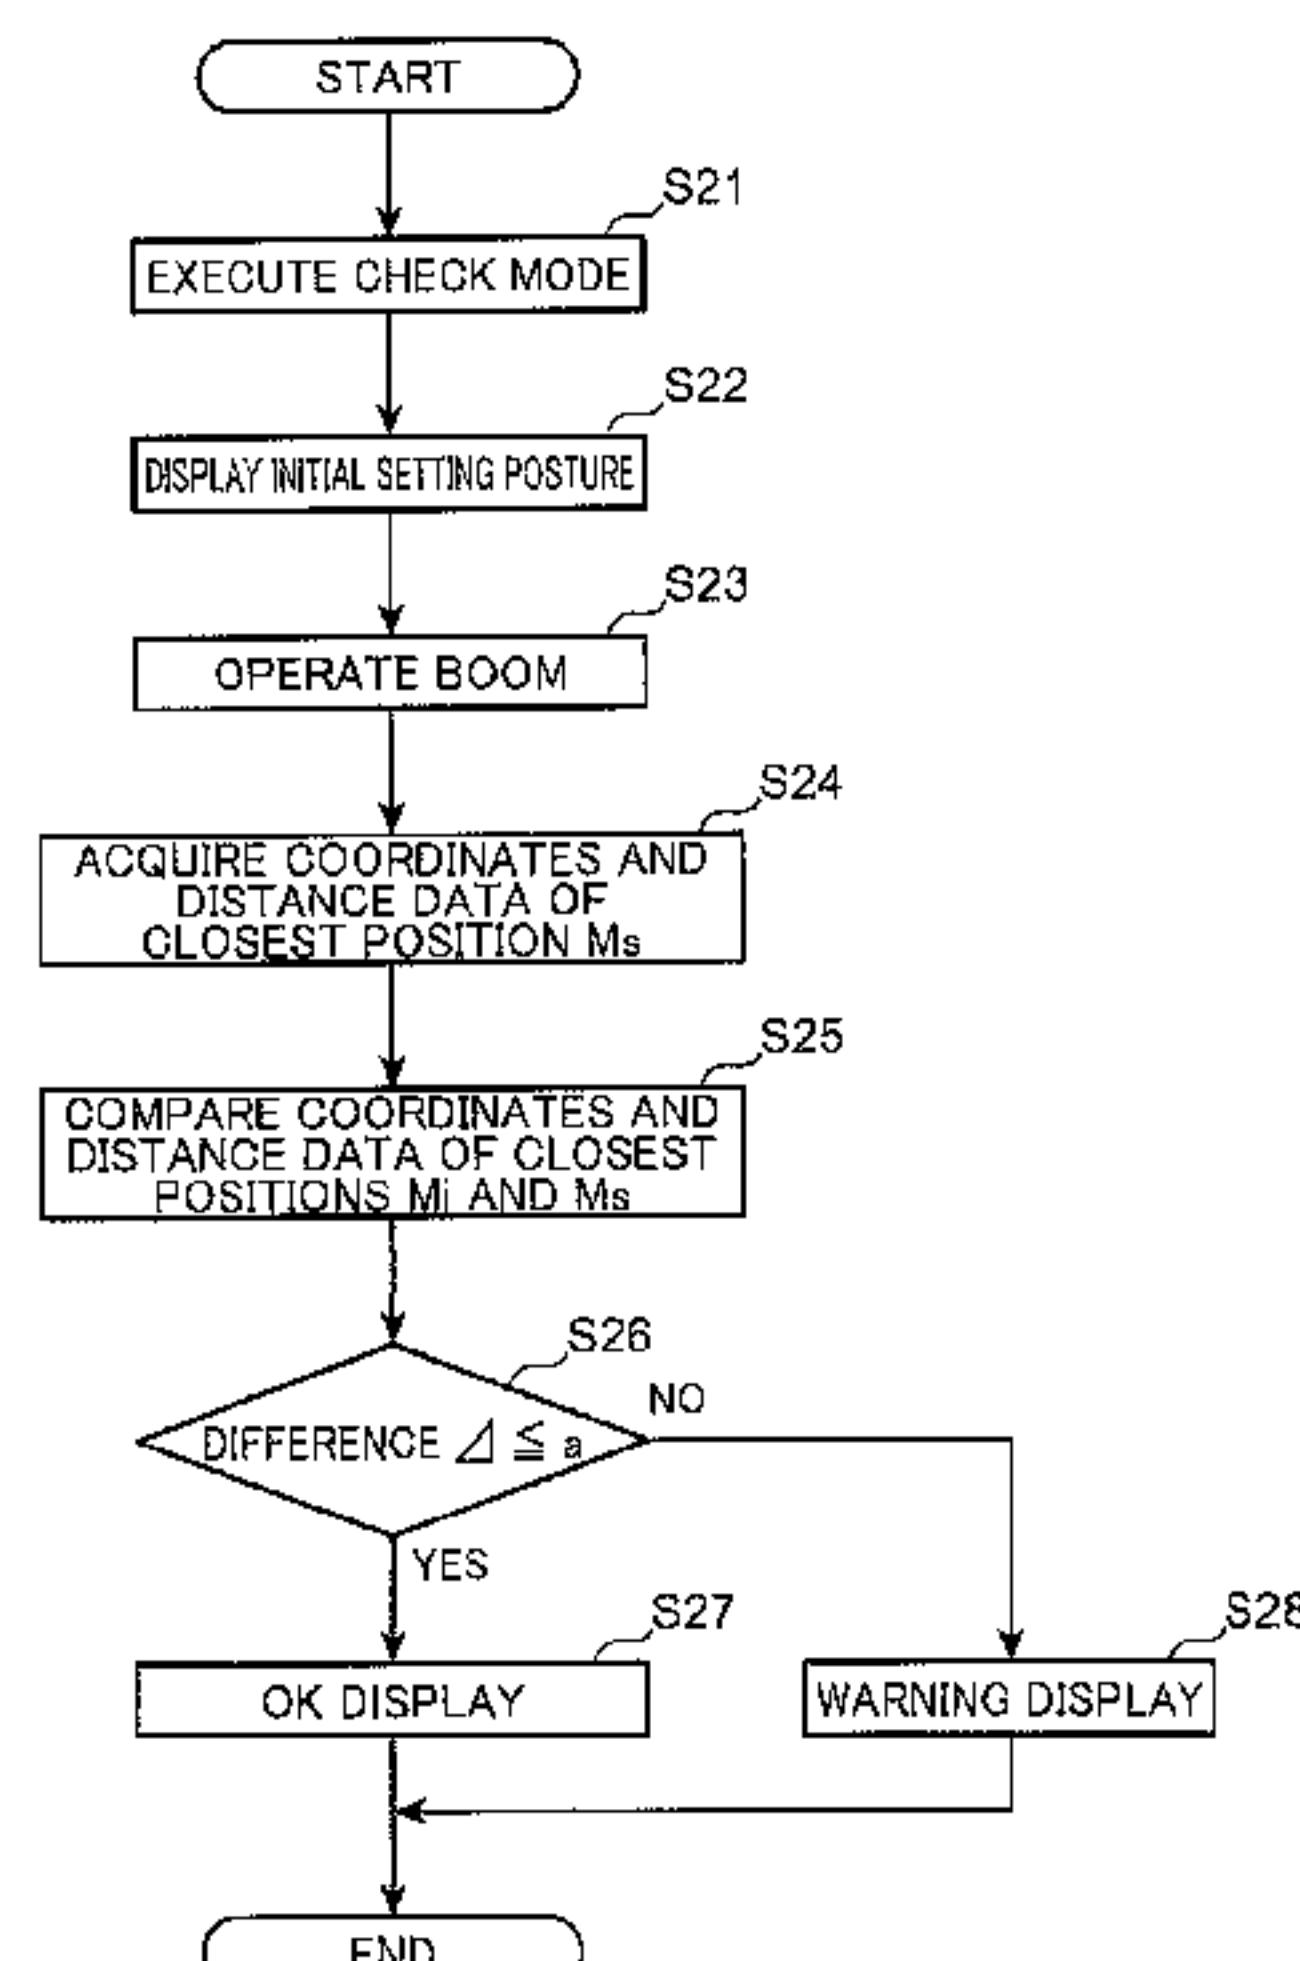 START
S21
EXECUTE CHECK MODE
S22
DISPLAY INITIAL SETTING POSTURE
S23
OPERATE BOOM
S24
ACQUIRE COORDINATES AND
DISTANCE DATA OF
CLOSEST POSITION Ms
S25
COMPARE COORDINATES AND
DISTANCE DATA OF CLOSEST
POSITIONS Mi AND Ms
S26
DIFFERENCE ⊿ ≦ a
NO
YES
S27
OK DISPLAY
S28
WARNING DISPLAY
END